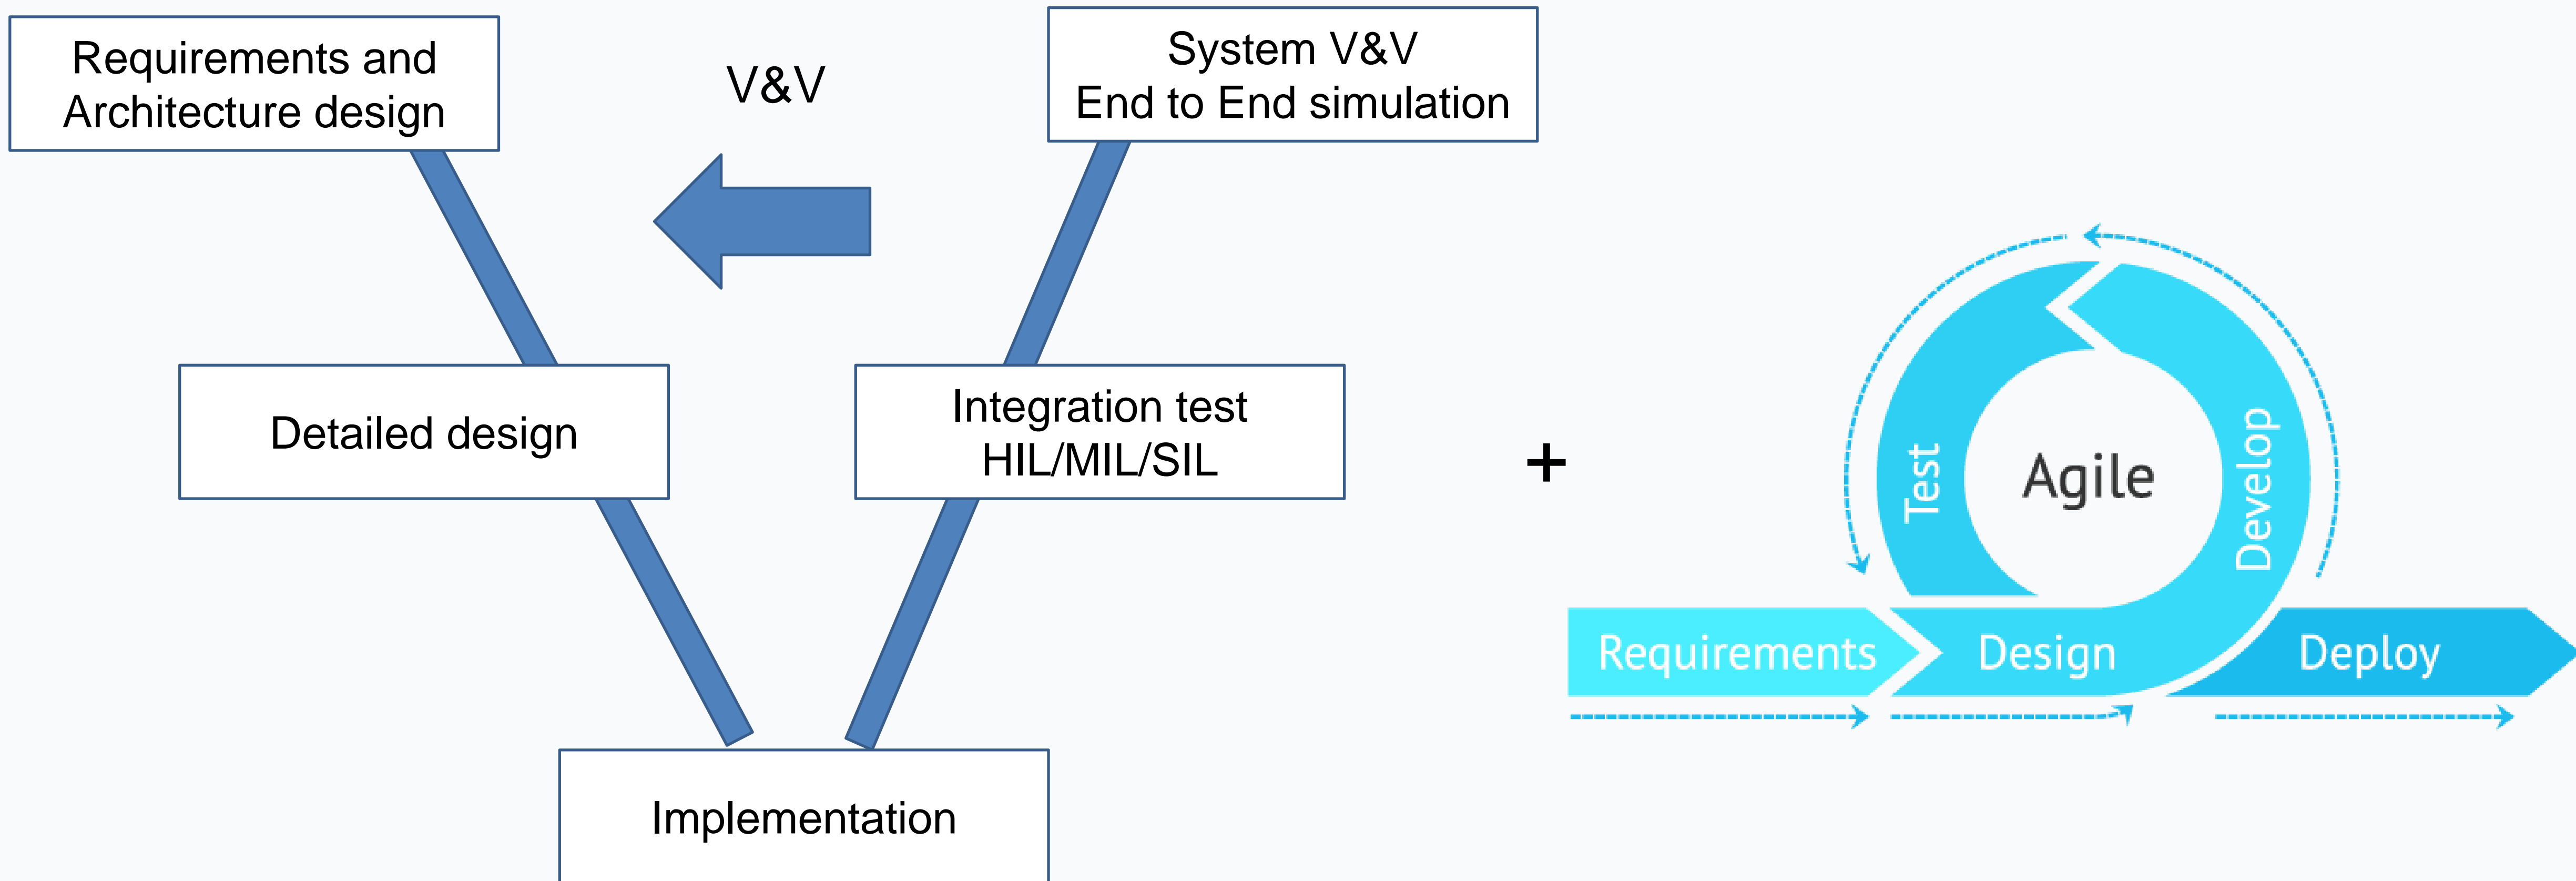 Requirements and
Architecture design
V&V
System V&V
End to End simulation
Detailed design
Integration test
HIL/MIL/SIL
Implementation
+
Test
Agile
Develop
Requirements
Design
Deploy